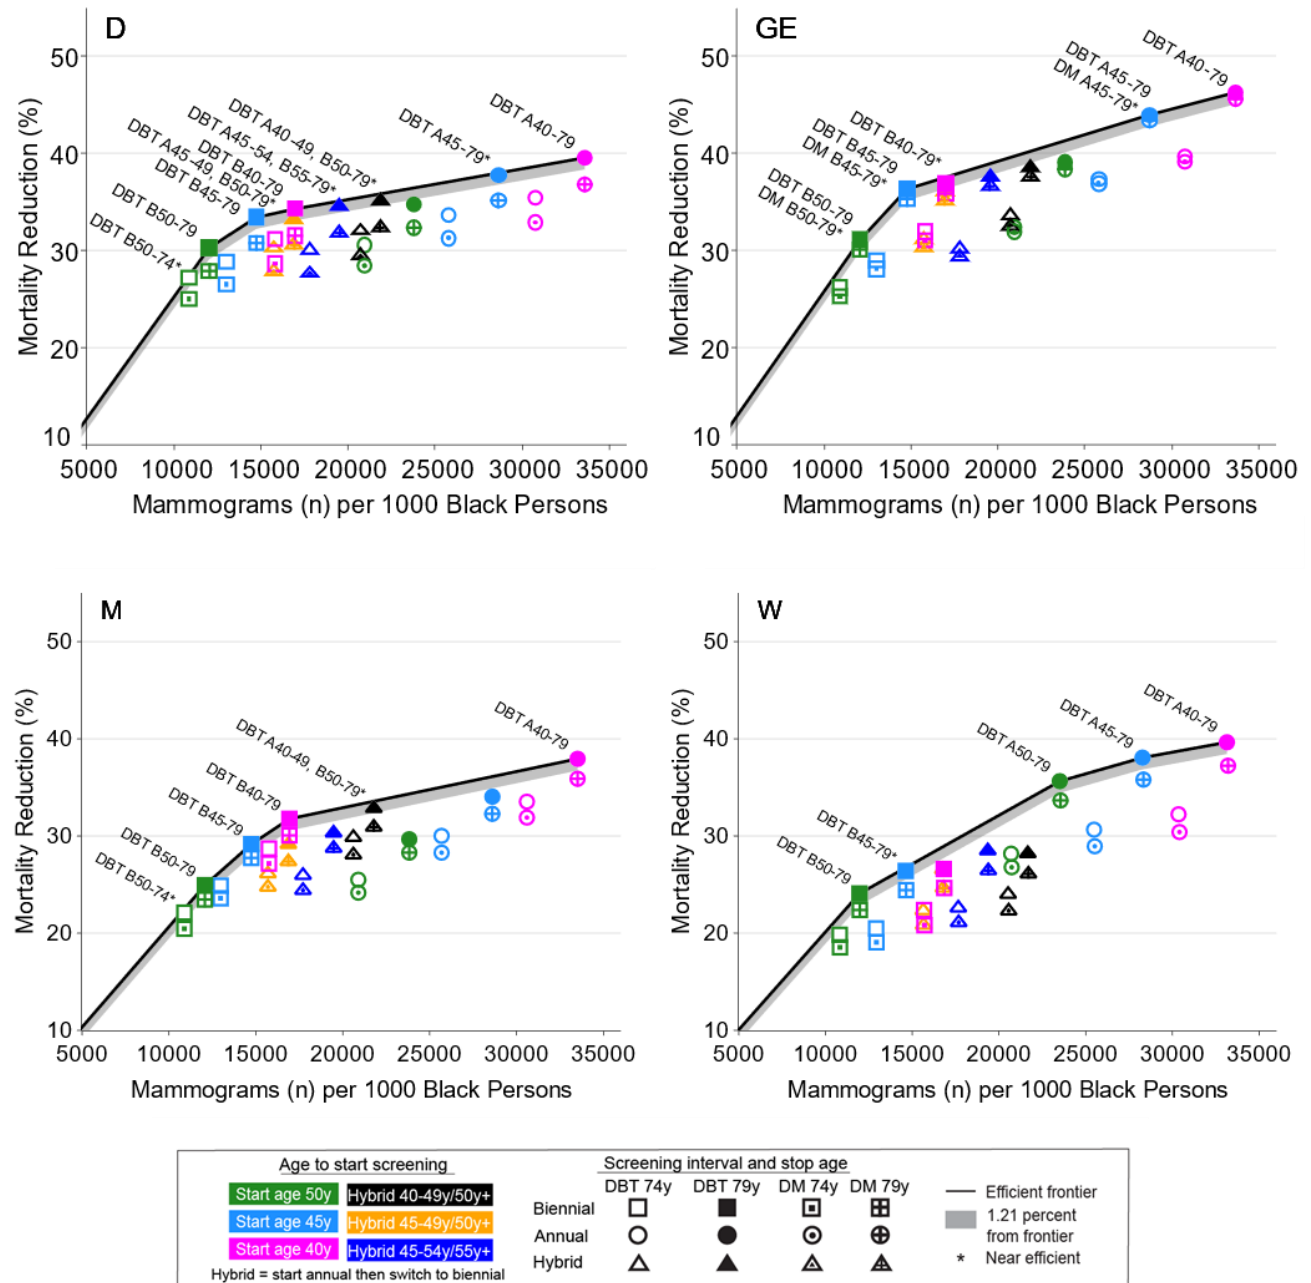 D
Mortality Reduction (%)
50
40
30
20
10
DBT B50-74*
DBT B50-79
DBT B45-79
DBT A45-49, B50-79*
DBT B40-79
DBT A45-54, B55-79*
DBT A40-49, B50-79*
DBT A45-79*
DBT A40-79
5000 10000 15000 20000 25000 30000 35000
Mammograms (n) per 1000 Black Persons
GE
Mortality Reduction (%)
50
40
30
20
10
DM B50-79*
DBT B50-79
DM B45-79*
DBT B45-79
DBT B40-79*
DM A45-79*
DBT A45-79
DBT A40-79
5000 10000 15000 20000 25000 30000 35000
Mammograms (n) per 1000 Black Persons
M
Mortality Reduction (%)
50
40
30
20
10
DBT B50-74*
DBT B50-79
DBT B45-79
DBT B40-79
DBT A40-49, B50-79*
DBT A40-79
5000 10000 15000 20000 25000 30000 35000
Mammograms (n) per 1000 Black Persons
W
Mortality Reduction (%)
50
40
30
20
10
DBT B50-79
DBT B45-79*
DBT A50-79
DBT A45-79
DBT A40-79
5000 10000 15000 20000 25000 30000 35000
Mammograms (n) per 1000 Black Persons
Age to start screening
Start age 50y Hybrid 40-49y/50y+
Start age 45y Hybrid 45-49y/50y+
Start age 40y Hybrid 45-54y/55y+
Hybrid = start annual then switch to biennial
Screening interval and stop age
DBT 74y DBT 79y DM 74y DM 79y
Biennial
Annual
Hybrid
Efficient frontier
1.21 percent
from frontier
* Near efficient